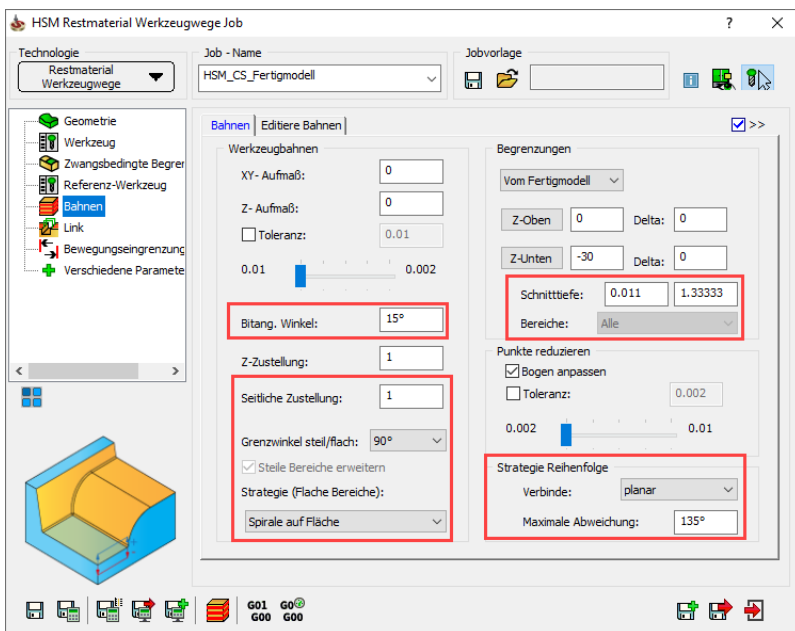 HSM Restmaterial Werkzeugwege Job
?
Technologie
Restmaterial
Werkzeugwege
Job - Name
HSM_CS_Fertigmodell
Jobvorlage
Geometrie
Werkzeug
Zwangsbedingte Begrer
Referenz-Werkzeug
Bahnen
Link
Bewegungseingrenzung
Verschiedene Paramete
Bahnen
Editiere Bahnen
>>
Werkzeugbahnen
XY- Aufmaß: 0
Z- Aufmaß: 0
Toleranz: 0.01
0.01 0.002
Bitang. Winkel: 15°
Z-Zustellung: 1
Seitliche Zustellung: 1
Grenzwinkel steil/flach: 90°
Steile Bereiche erweitern
Strategie (Flache Bereiche):
Spirale auf Fläche
Begrenzungen
Vom Fertigmodell
Z-Oben 0 Delta: 0
Z-Unten -30 Delta: 0
Schnitttiefe: 0.011 1.33333
Bereiche: Alle
Punkte reduzieren
Bogen anpassen
Toleranz: 0.002
0.002 0.01
Strategie Reihenfolge
Verbinde: planar
Maximale Abweichung: 135°
G01 G0
G00 G00